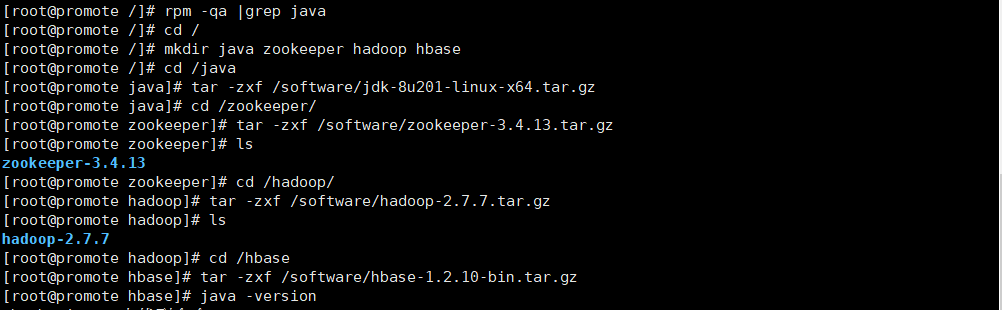 [root@promote /]# rpm -qa |grep java
[root@promote /]# cd /
[root@promote /]# mkdir java zookeeper hadoop hbase
[root@promote /]# cd /java
[root@promote java]# tar -zxf /software/jdk-8u201-linux-x64.tar.gz
[root@promote java]# cd /zookeeper/
[root@promote zookeeper]# tar -zxf /software/zookeeper-3.4.13.tar.gz
[root@promote zookeeper]# ls
zookeeper-3.4.13
[root@promote zookeeper]# cd /hadoop/
[root@promote hadoop]# tar -zxf /software/hadoop-2.7.7.tar.gz
[root@promote hadoop]# ls
hadoop-2.7.7
[root@promote hadoop]# cd /hbase
[root@promote hbase]# tar -zxf /software/hbase-1.2.10-bin.tar.gz
[root@promote hbase]# java -version